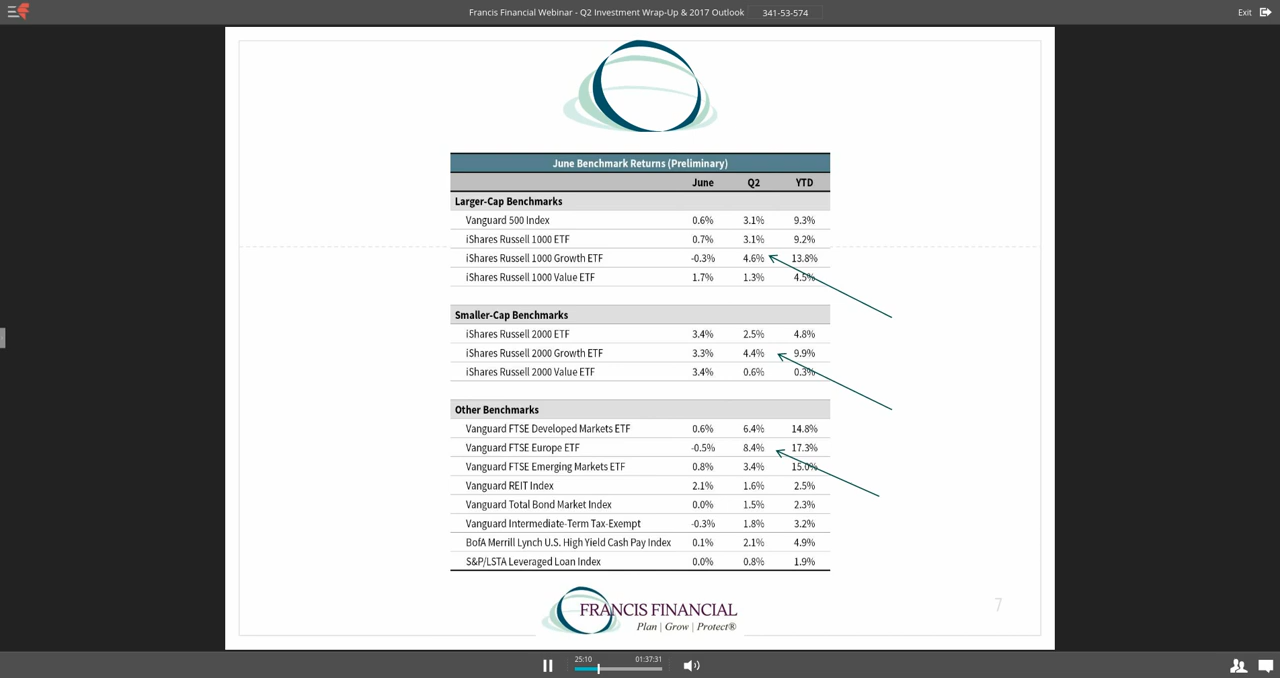 Francis Financial Webinar - Q2 Investment Wrap-Up & 2017 Outlook 341-53-574 Exit
June Benchmark Returns (Preliminary)
June Q2 YTD
Larger-Cap Benchmarks
Vanguard 500 Index 0.6% 3.1% 9.3%
iShares Russell 1000 ETF 0.7% 3.1% 9.2%
iShares Russell 1000 Growth ETF -0.3% 4.6% 13.8%
iShares Russell 1000 Value ETF 1.7% 1.3% 4.5%
Smaller-Cap Benchmarks
iShares Russell 2000 ETF 3.4% 2.5% 4.8%
iShares Russell 2000 Growth ETF 3.3% 4.4% 9.9%
iShares Russell 2000 Value ETF 3.4% 0.6% 0.3%
Other Benchmarks
Vanguard FTSE Developed Markets ETF 0.6% 6.4% 14.8%
Vanguard FTSE Europe ETF -0.5% 8.4% 17.3%
Vanguard FTSE Emerging Markets ETF 0.8% 3.4% 15.0%
Vanguard REIT Index 2.1% 1.6% 2.5%
Vanguard Total Bond Market Index 0.0% 1.5% 2.3%
Vanguard Intermediate-Term Tax-Exempt -0.3% 1.8% 3.2%
BofA Merrill Lynch U.S. High Yield Cash Pay Index 0.1% 2.1% 4.9%
S&P/LSTA Leveraged Loan Index 0.0% 0.8% 1.9%
FRANCIS FINANCIAL
Plan | Grow | Protect®
7
25:10 01:37:31